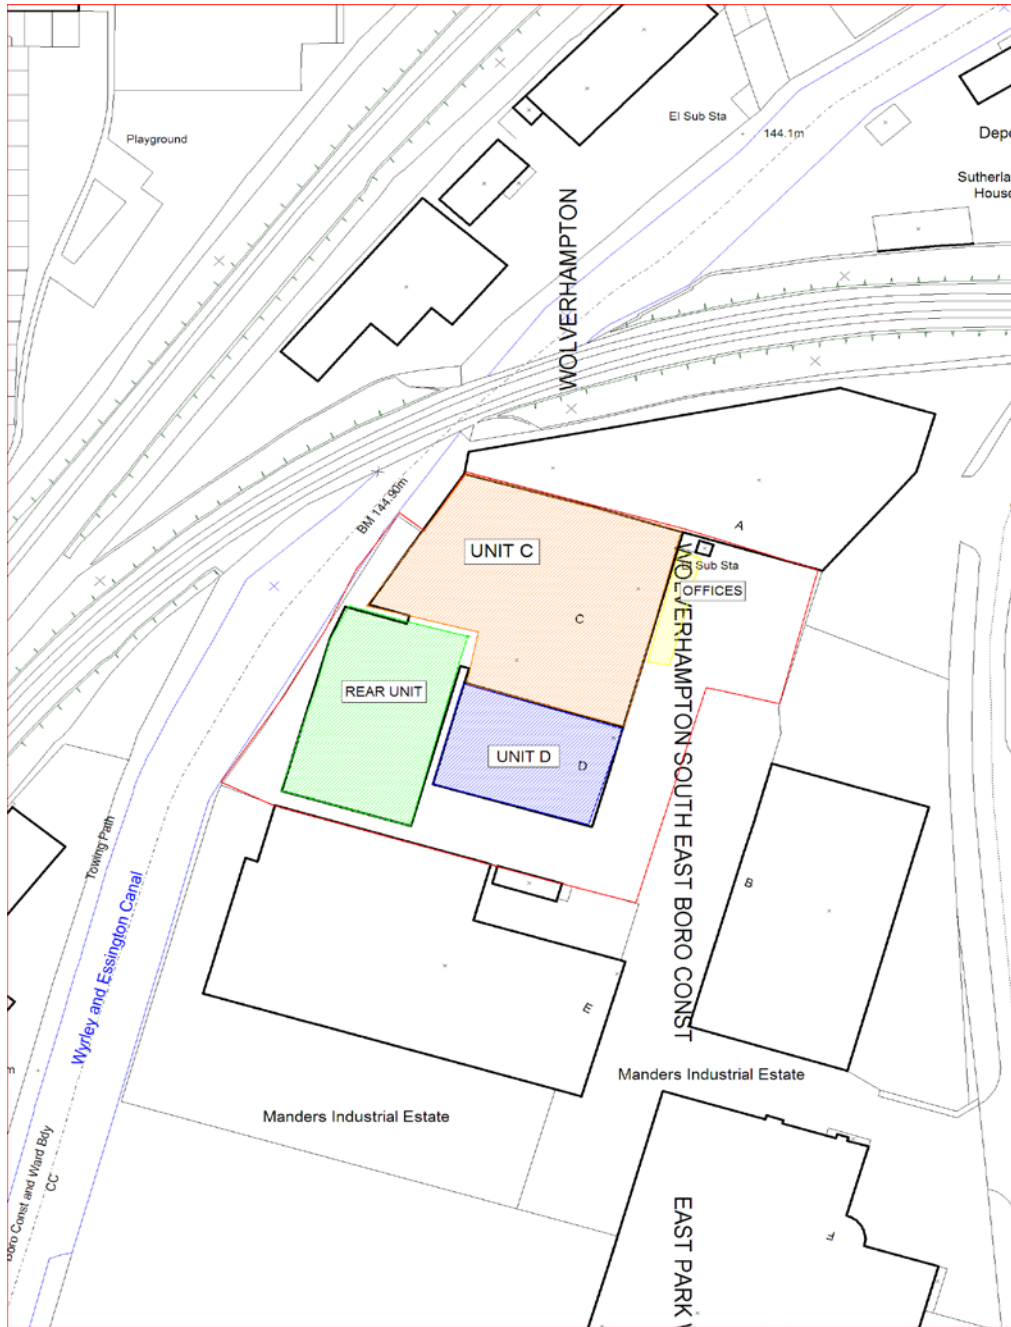 Playground
El Sub Sta
144.1m
Depo
Sutherla
House
WOLVERHAMPTON
BM 144.90m
A
UNIT C
El Sub Sta
OFFICES
C
REAR UNIT
UNIT D
D
WOLVERHAMPTON SOUTH EAST BORO CONST
Towing Path
B
Wyrley and Essington Canal
E
m
Manders Industrial Estate
Manders Industrial Estate
Boro Const and Ward Bdy
CC
EAST PARK
F